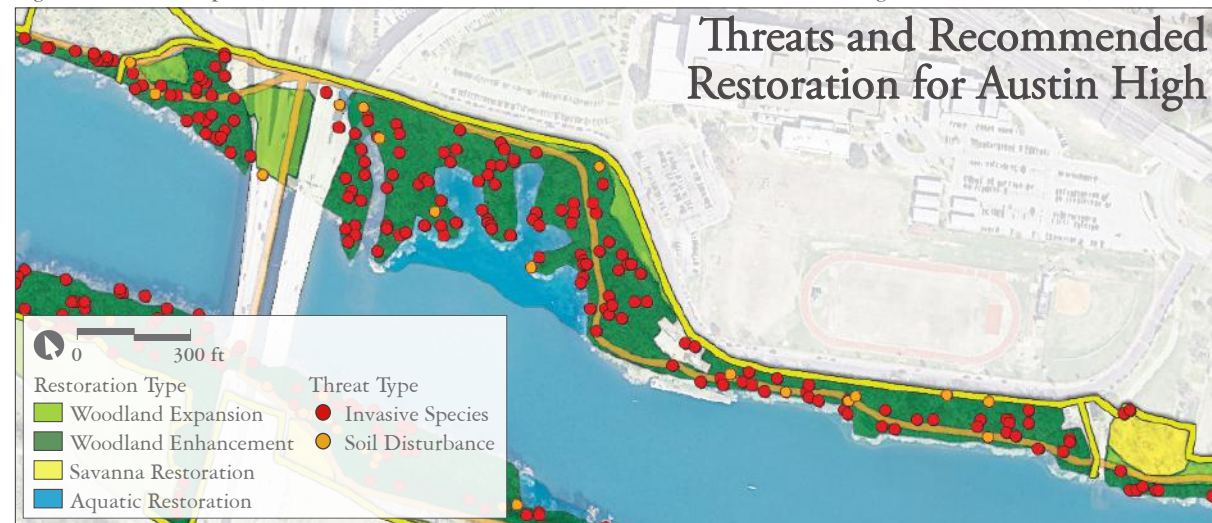 Threats and Recommended
Restoration for Austin High
0 300 ft
Restoration Type
Woodland Expansion
Woodland Enhancement
Savanna Restoration
Aquatic Restoration
Threat Type
Invasive Species
Soil Disturbance